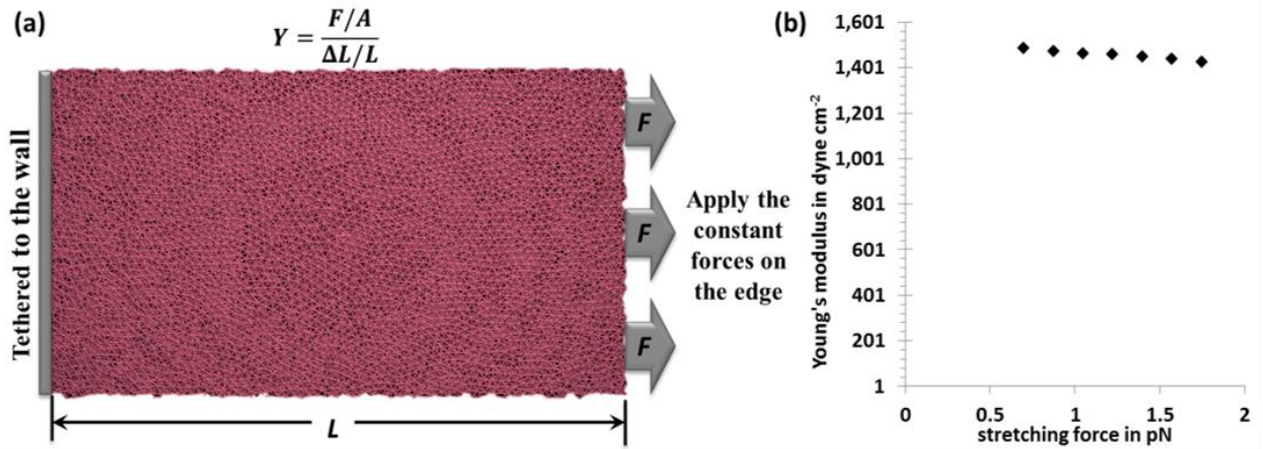 (a)
Y = F/A
ΔL/L
Tethered to the wall
F
F
F
Apply the
constant
forces on
the edge
L
(b)
Young's modulus in dyne cm-2
1,601
1,401
1,201
1,001
801
601
401
201
1
0 0.5 1 1.5 2
stretching force in pN